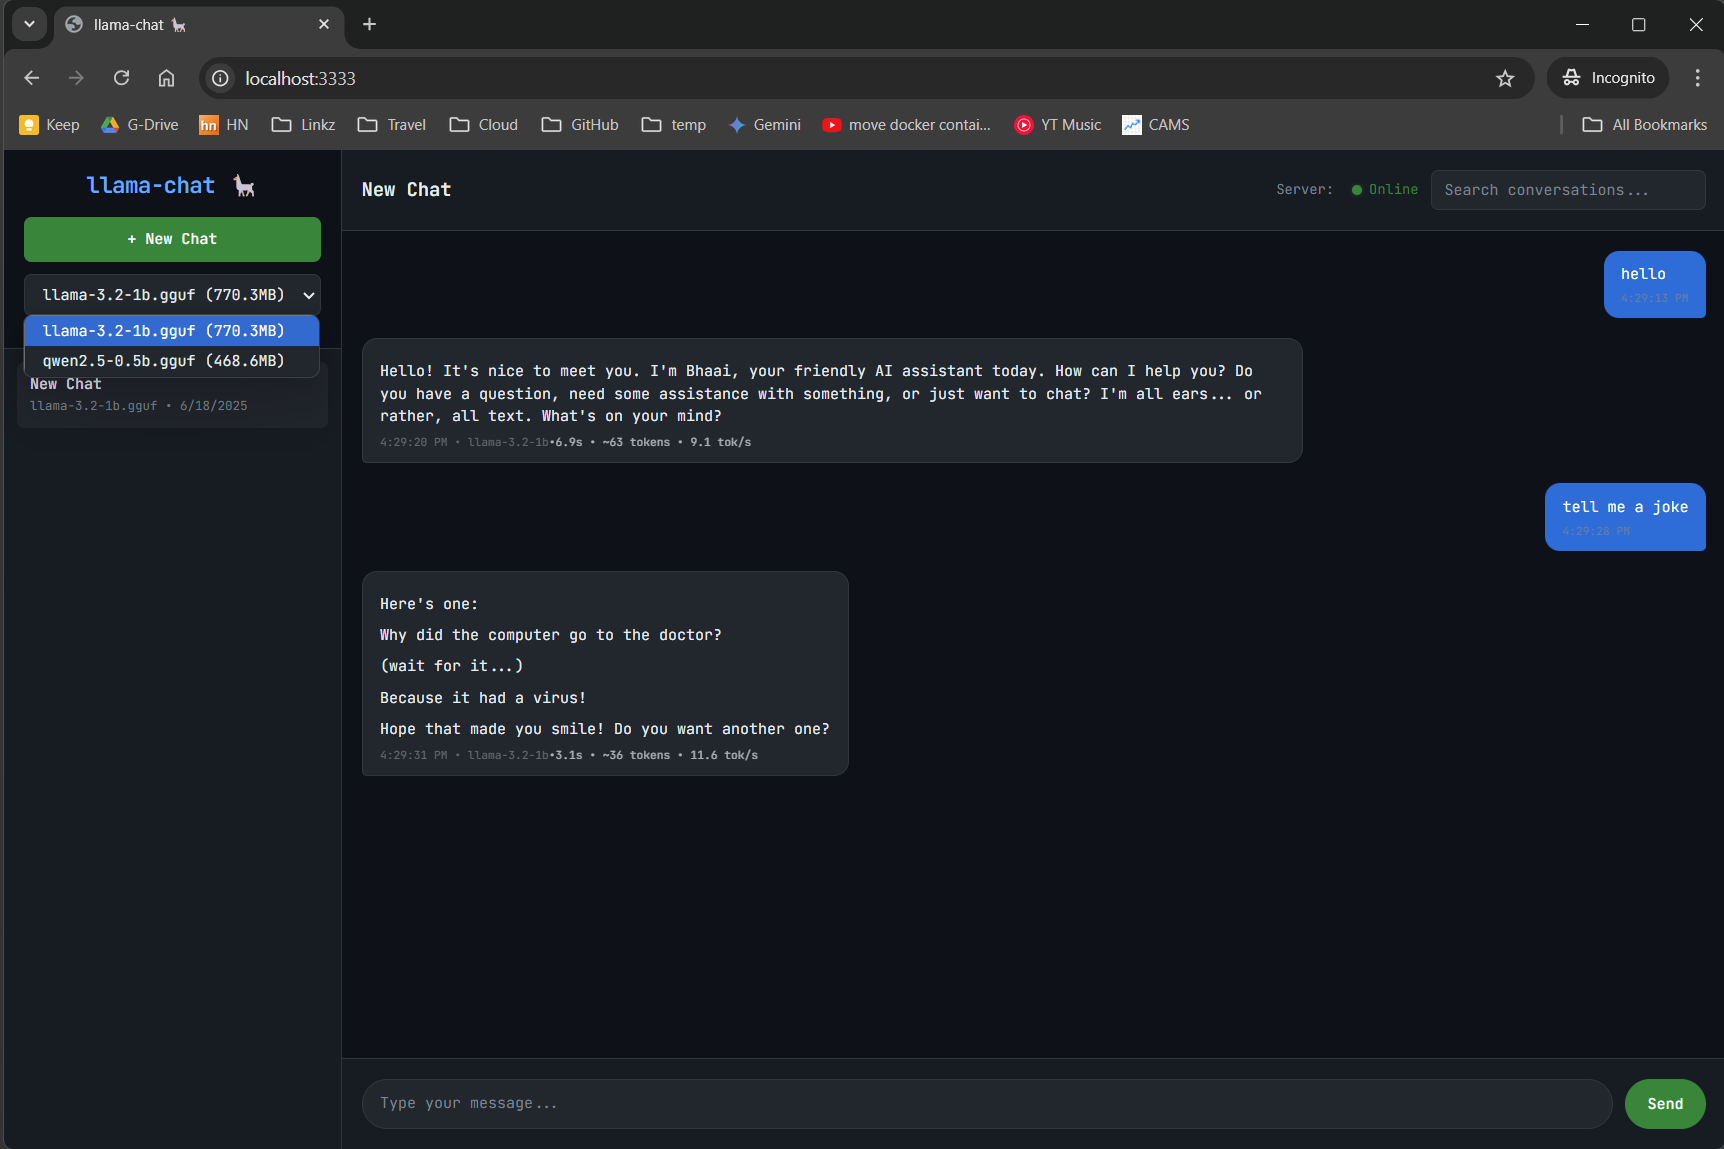 llama-chat 🦙
localhost:3333
Incognito
Keep
G-Drive
hn HN
Linkz
Travel
Cloud
GitHub
temp
Gemini
move docker contai...
YT Music
CAMS
All Bookmarks
llama-chat 🦙
+ New Chat
llama-3.2-1b.gguf (770.3MB)
llama-3.2-1b.gguf (770.3MB)
qwen2.5-0.5b.gguf (468.6MB)
New Chat
llama-3.2-1b.gguf • 6/18/2025
New Chat
Server: Online
Search conversations...
hello
4:29:13 PM
Hello! It's nice to meet you. I'm Bhaai, your friendly AI assistant today. How can I help you? Do
you have a question, need some assistance with something, or just want to chat? I'm all ears... or
rather, all text. What's on your mind?
4:29:20 PM • llama-3.2-1b•6.9s • ~63 tokens • 9.1 tok/s
tell me a joke
4:29:28 PM
Here's one:
Why did the computer go to the doctor?
(wait for it...)
Because it had a virus!
Hope that made you smile! Do you want another one?
4:29:31 PM • llama-3.2-1b•3.1s • ~36 tokens • 11.6 tok/s
Type your message...
Send